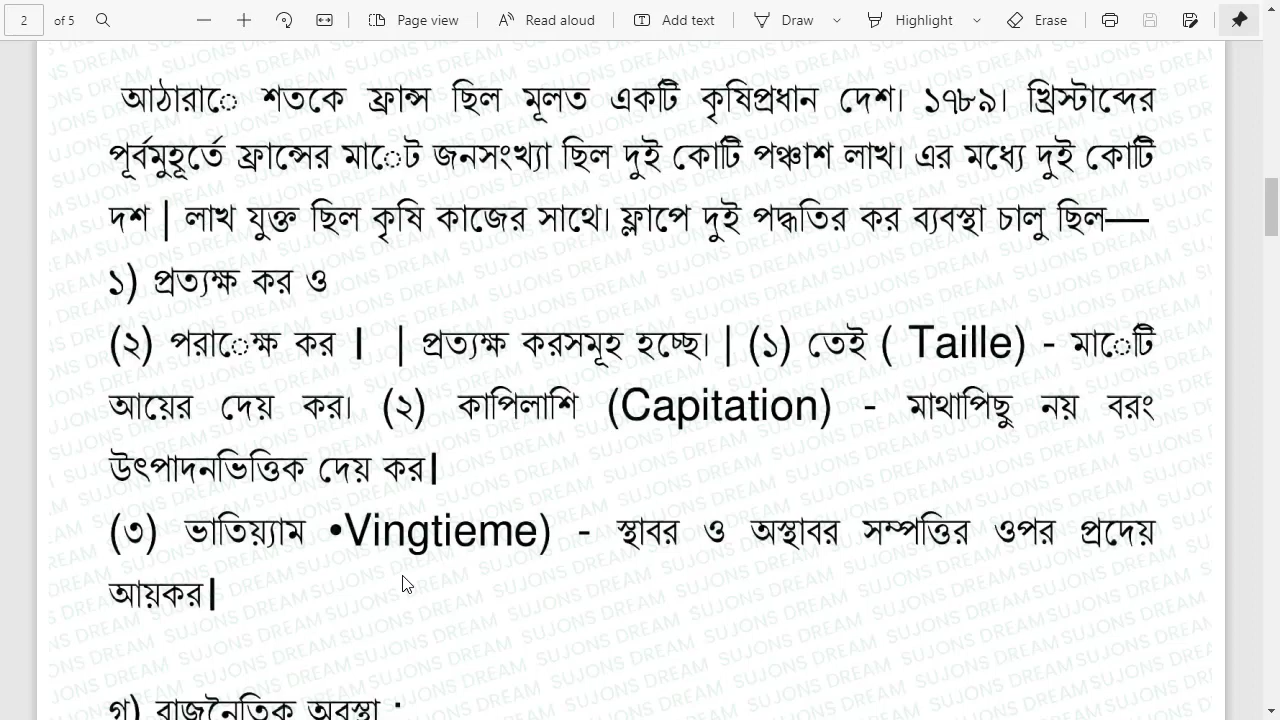 2 of 5 Page view Read aloud Add text Draw Highlight Erase
আঠারাে শতকে ফ্রান্স ছিল মূলত একটি কৃষিপ্রধান দেশ। ১৭৮৯। খ্রিস্টাব্দের
পূর্বমুহূর্তে ফ্রান্সের মােট জনসংখ্যা ছিল দুই কোটি পঞ্চাশ লাখ। এর মধ্যে দুই কোটি
দশ | লাখ যুক্ত ছিল কৃষি কাজের সাথে। ফ্লাপে দুই পদ্ধতির কর ব্যবস্থা চালু ছিল—
১) প্রত্যক্ষ কর ও
(২) পরােক্ষ কর । | প্রত্যক্ষ করসমূহ হচ্ছে। | (১) তেই ( Taille) - মাটেি
আয়ের দেয় কর। (২) কাপিলাশি (Capitation) - মাথাপিছু নয় বরং
উৎপাদনভিত্তিক দেয় কর।
(৩) ভাতিয়্যাম •Vingtieme) - স্থাবর ও অস্থাবর সম্পত্তির ওপর প্রদেয়
আয়কর।
গ) রাজনৈতিক অবস্থা :
SUJONS DREAM